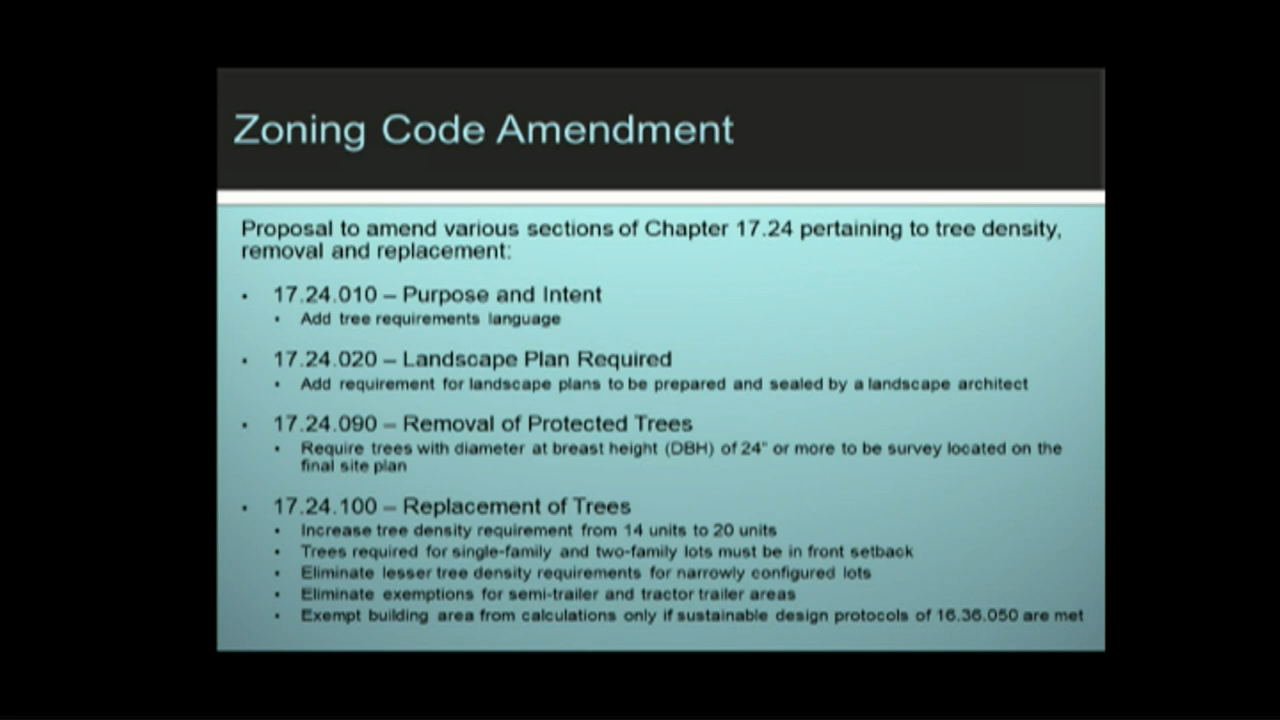 Zoning Code Amendment
Proposal to amend various sections of Chapter 17.24 pertaining to tree density,
removal and replacement:
• 17.24.010 – Purpose and Intent
• Add tree requirements language
• 17.24.020 – Landscape Plan Required
• Add requirement for landscape plans to be prepared and sealed by a landscape architect
• 17.24.090 – Removal of Protected Trees
• Require trees with diameter at breast height (DBH) of 24" or more to be survey located on the
final site plan
• 17.24.100 – Replacement of Trees
• Increase tree density requirement from 14 units to 20 units
• Trees required for single-family and two-family lots must be in front setback
• Eliminate lesser tree density requirements for narrowly configured lots
• Eliminate exemptions for semi-trailer and tractor trailer areas
• Exempt building area from calculations only if sustainable design protocols of 16.36.050 are met